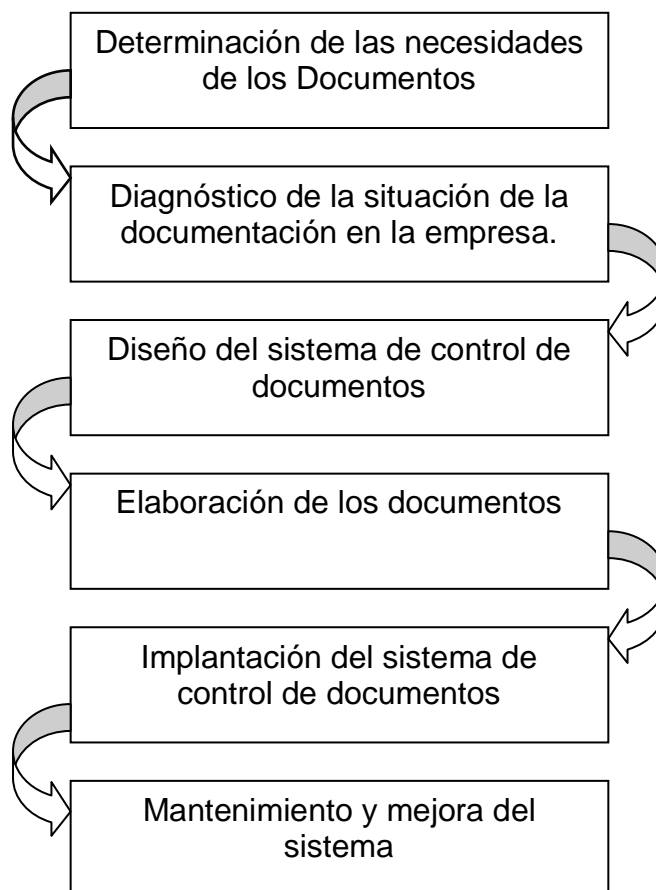 Determinación de las necesidades
de los Documentos
Diagnóstico de la situación de la
documentación en la empresa.
Diseño del sistema de control de
documentos
Elaboración de los documentos
Implantación del sistema de
control de documentos
Mantenimiento y mejora del
sistema